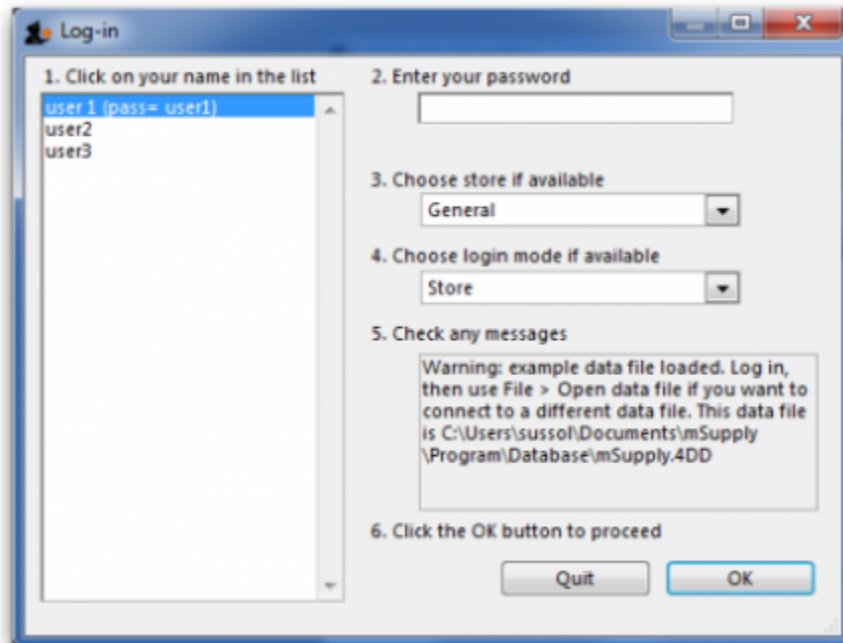 Log-in
1. Click on your name in the list
user 1 (pass= user1)
user2
user3
2. Enter your password
3. Choose store if available
General
4. Choose login mode if available
Store
5. Check any messages
Warning: example data file loaded. Log in,
then use File > Open data file if you want to
connect to a different data file. This data file
is C:\Users\sussol\Documents\mSupply
\Program\Database\mSupply.4DD
6. Click the OK button to proceed
Quit
OK